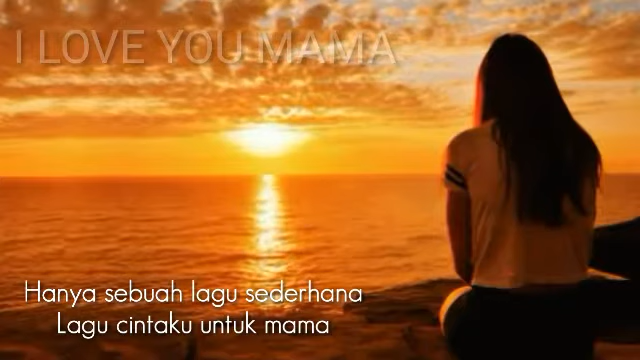 I LOVE YOU MAMA
Hanya sebuah lagu sederhana
Lagu cintaku untuk mama